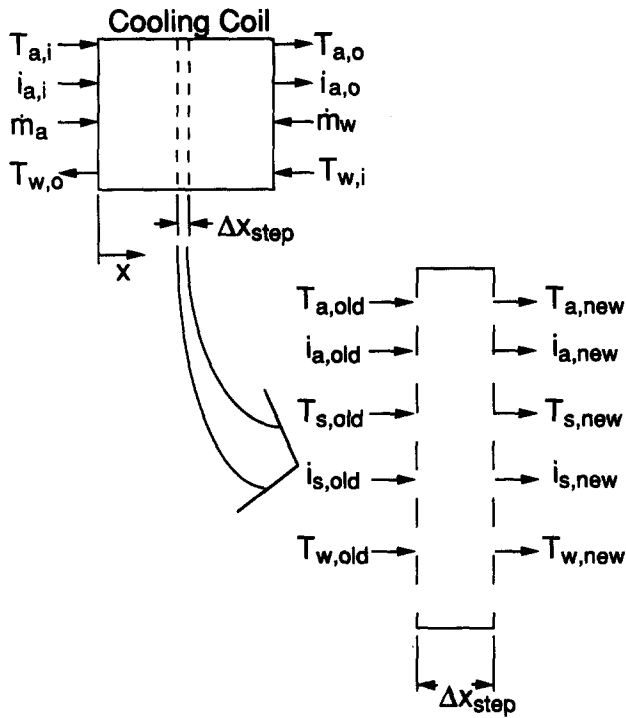 Cooling Coil
T_a,i
T_a,o
i_a,i
i_a,o
ṁ_a
ṁ_w
T_w,o
T_w,i
Δx_step
x
T_a,old
T_a,new
i_a,old
i_a,new
T_s,old
T_s,new
i_s,old
i_s,new
T_w,old
T_w,new
Δx_step